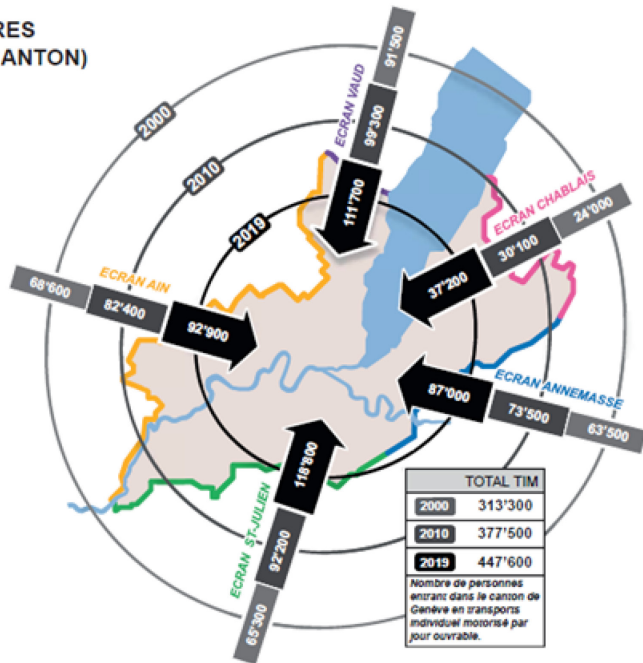 RES
ANTON)
2000
2010
2019
ECRAN VAUD
91'500
99'300
111'700
ECRAN CHABLAIS
24'000
30'100
37'200
ECRAN AIN
68'600
82'400
92'900
ECRAN ANNEMASSE
87'000
73'500
63'500
ECRAN ST-JULIEN
118'800
92'200
65'300
TOTAL TIM
2000 313'300
2010 377'500
2019 447'600
Nombre de personnes
entrant dans le canton de
Genève en transports
individuel motorisé par
jour ouvrable.